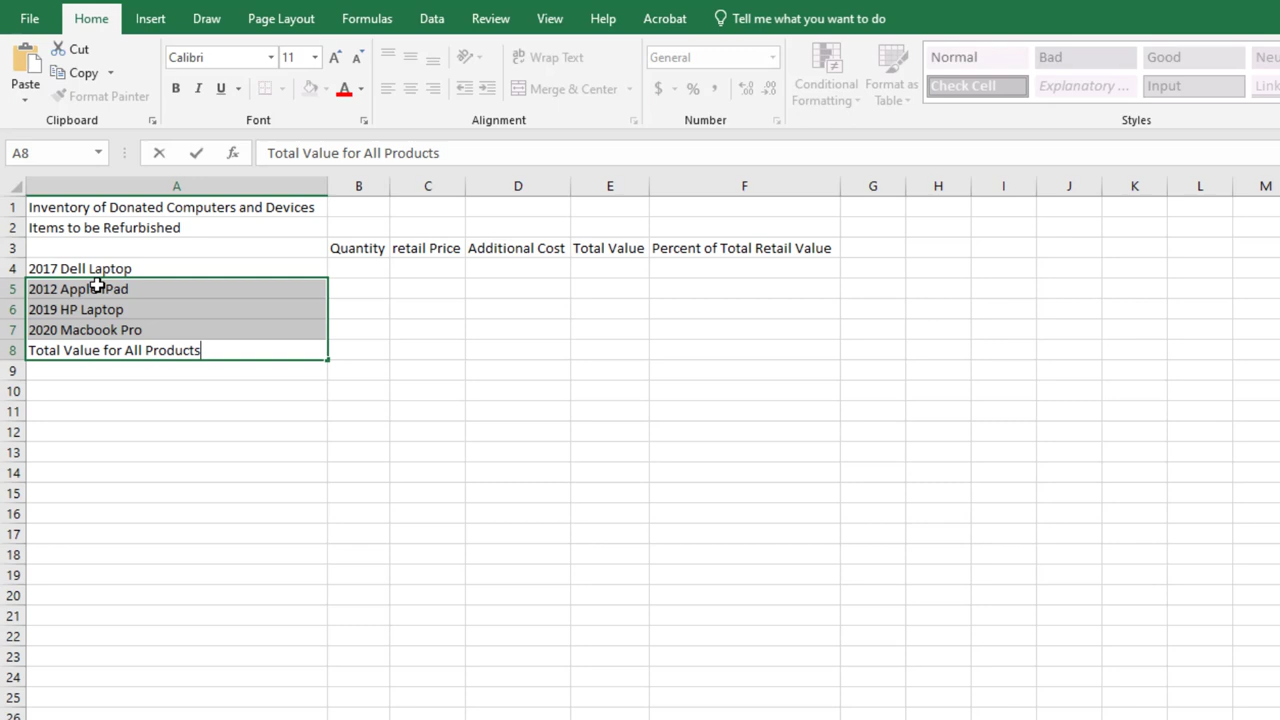 File Home Insert Draw Page Layout Formulas Data Review View Help Acrobat Tell me what you want to do
Cut
Copy
Format Painter
Paste
Clipboard
Calibri 11
B I U
Font
Wrap Text
Merge & Center
Alignment
General
$ % ,
Number
Conditional Formatting
Format as Table
Normal Bad Good Neu
Check Cell Explanatory ... Input Link
Styles
A8 fx Total Value for All Products
A B C D E F G H I J K L M
1 Inventory of Donated Computers and Devices
2 Items to be Refurbished
3 Quantity retail Price Additional Cost Total Value Percent of Total Retail Value
4 2017 Dell Laptop
5 2012 Apple iPad
6 2019 HP Laptop
7 2020 Macbook Pro
8 Total Value for All Products
9
10
11
12
13
14
15
16
17
18
19
20
21
22
23
24
25
26